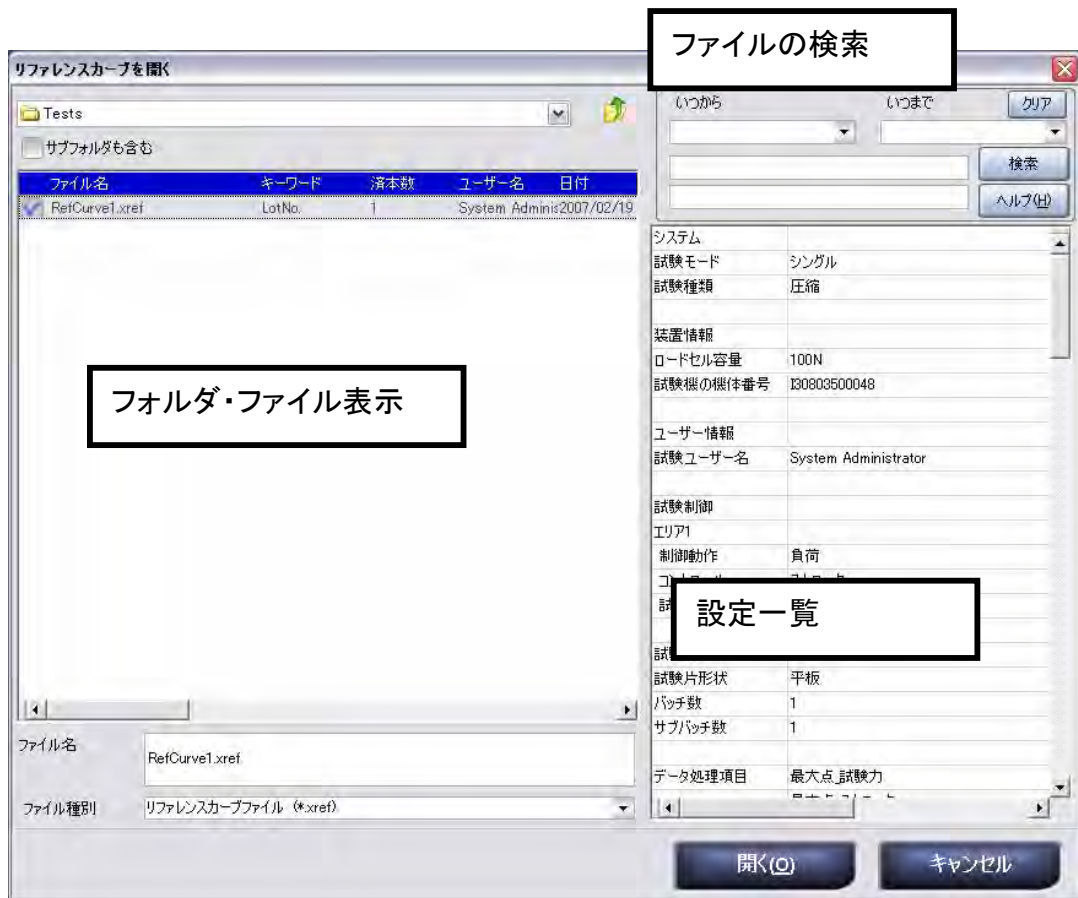 ファイルの検索
リファレンスカーブを開く
Tests
サブフォルダも含む
ファイル名 キーワード 済本数 ユーザー名 日付
RefCurve1.xref LotNo. 1 System Adminis2007/02/19
フォルダ・ファイル表示
ファイル名 RefCurve1.xref
ファイル種別 リファレンスカーブファイル (*.xref)
いつから いつまで クリア
検索
ヘルプ(H)
システム
試験モード シングル
試験種類 圧縮
装置情報
ロードセル容量 100N
試験機の機体番号 I30803500048
ユーザー情報
試験ユーザー名 System Administrator
試験制御
エリア1
制御動作 負荷
設定一覧
試験片形状 平板
バッチ数 1
サブバッチ数 1
データ処理項目 最大点_試験力
開く(O) キャンセル